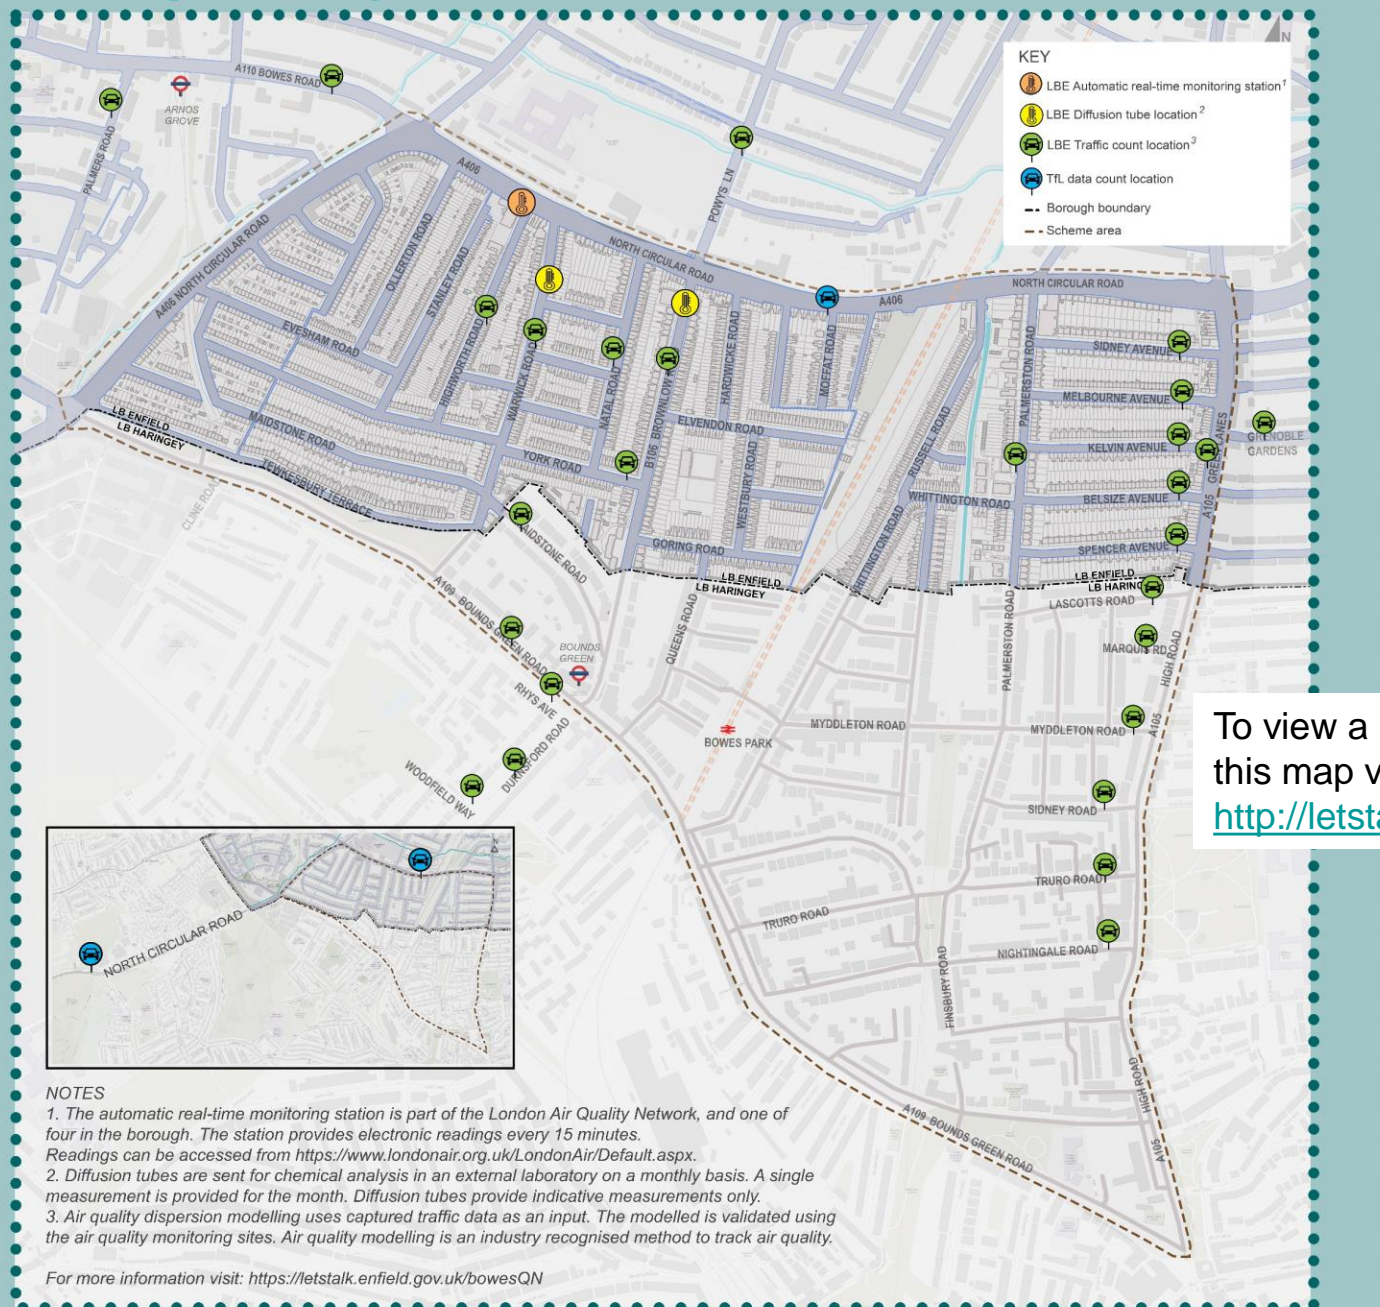 N
KEY
LBE Automatic real-time monitoring station¹
LBE Diffusion tube location²
LBE Traffic count location³
TfL data count location
Borough boundary
Scheme area
A110 BOWES ROAD
ARNOS
GROVE
PALMERS ROAD
A406
POWYS LN
NORTH CIRCULAR ROAD
A406
NORTH CIRCULAR ROAD
A406 NORTH CIRCULAR ROAD
OLLERTON ROAD
STANLEY ROAD
EVESHAM ROAD
HIGHWORTH ROAD
WARWICK ROAD
NATAL ROAD
B106 BROWNLOW
HARDWICKE ROAD
MOFFAT ROAD
PALMERSTON ROAD
SIDNEY AVENUE
MELBOURNE AVENUE
KELVIN AVENUE
GRENOBLE
GARDENS
A105 GREEN LANES
BELSIZE AVENUE
SPENCER AVENUE
ELVENDON ROAD
WESTBURY ROAD
RUSSELL ROAD
WHITTINGTON ROAD
WHITTINGTON ROAD
LB ENFIELD
LB HARINGEY
MAIDSTONE ROAD
TEWKESBURY TERRACE
YORK ROAD
CLINE ROAD
GORING ROAD
LB ENFIELD
LB HARINGEY
LB ENFIELD
LB HARING
LASCOTTS ROAD
AIDSTONE ROAD
A109 BOUNDS GREEN ROAD
BOUNDS
GREEN
QUEENS ROAD
PALMERSTON ROAD
MARQUIS RD
HIGH ROAD
A105
RHYS AVE
DURNSFORD ROAD
WOODFIELD WAY
BOWES PARK
MYDDLETON ROAD
MYDDLETON ROAD
SIDNEY ROAD
TRURO ROAD
TRURO ROAD
NIGHTINGALE ROAD
FINSBURY ROAD
HIGH ROAD
A105
A109 BOUNDS GREEN ROAD
To view a
this map v
http://letsta
N
NORTH CIRCULAR ROAD
NOTES
1. The automatic real-time monitoring station is part of the London Air Quality Network, and one of
four in the borough. The station provides electronic readings every 15 minutes.
Readings can be accessed from https://www.londonair.org.uk/LondonAir/Default.aspx.
2. Diffusion tubes are sent for chemical analysis in an external laboratory on a monthly basis. A single
measurement is provided for the month. Diffusion tubes provide indicative measurements only.
3. Air quality dispersion modelling uses captured traffic data as an input. The modelled is validated using
the air quality monitoring sites. Air quality modelling is an industry recognised method to track air quality.
For more information visit: https://letstalk.enfield.gov.uk/bowesQN